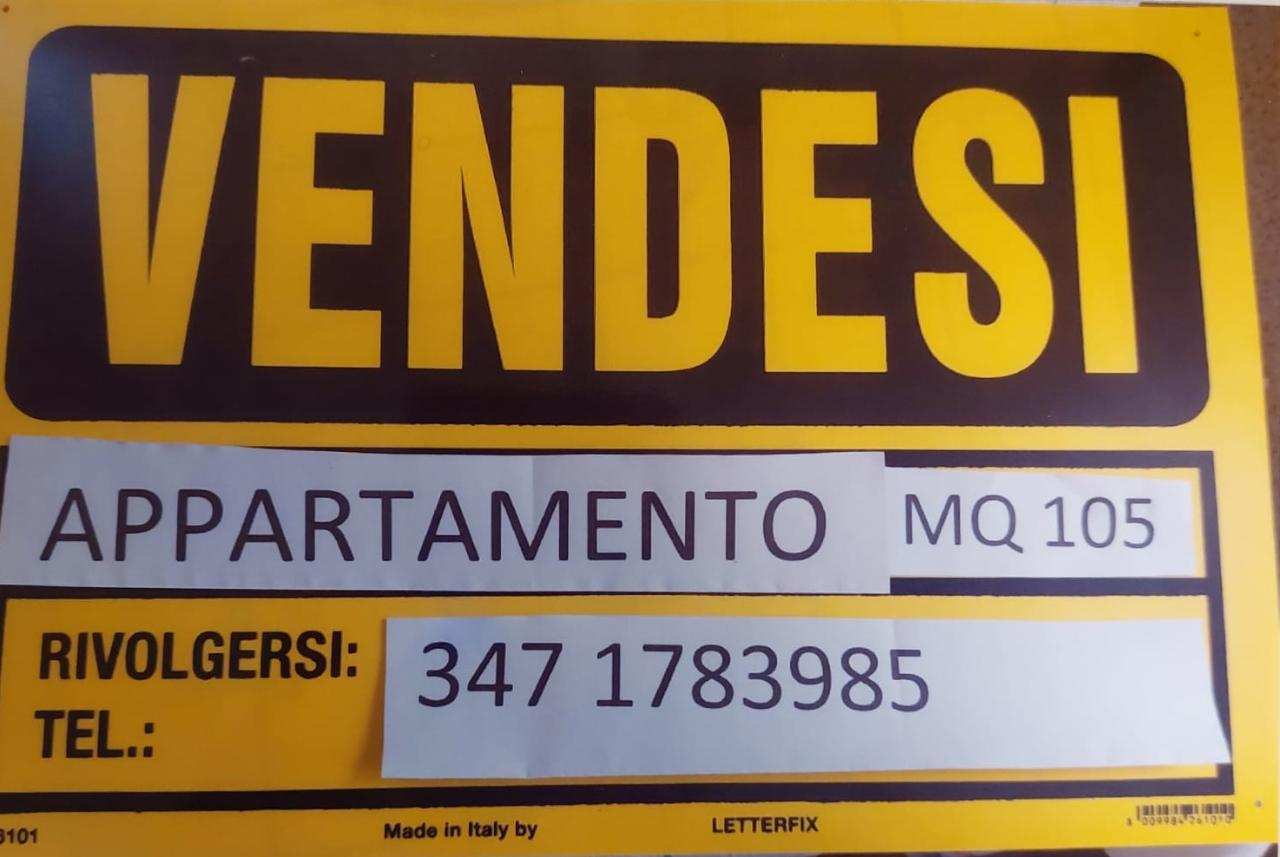 VENDESI
APPARTAMENTO MQ 105
RIVOLGERSI: 347 1783985
TEL.:
Made in Italy by LETTERFIX